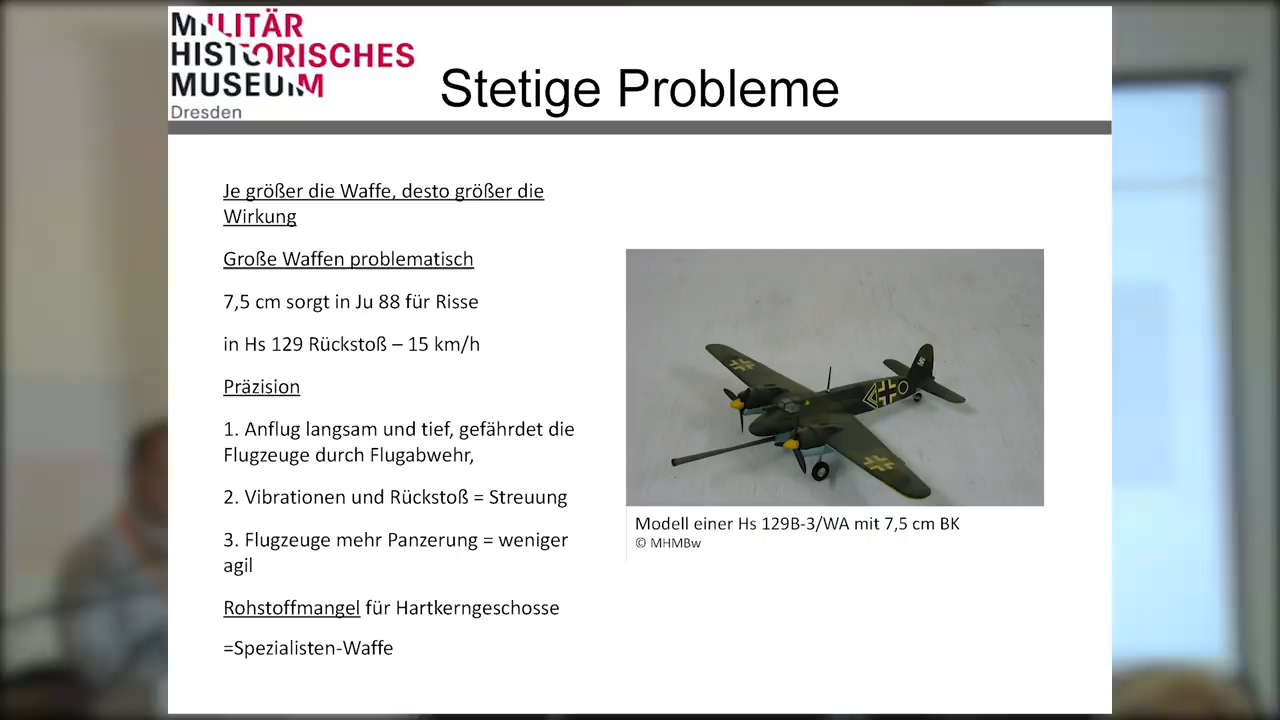 MILITÄR
HISTORISCHES
MUSEUM
Dresden
Stetige Probleme
Je größer die Waffe, desto größer die
Wirkung
Große Waffen problematisch
7,5 cm sorgt in Ju 88 für Risse
in Hs 129 Rückstoß – 15 km/h
Präzision
1. Anflug langsam und tief, gefährdet die
Flugzeuge durch Flugabwehr,
2. Vibrationen und Rückstoß = Streuung
3. Flugzeuge mehr Panzerung = weniger
agil
Rohstoffmangel für Hartkerngeschosse
=Spezialisten-Waffe
Modell einer Hs 129B-3/WA mit 7,5 cm BK
© MHMBw